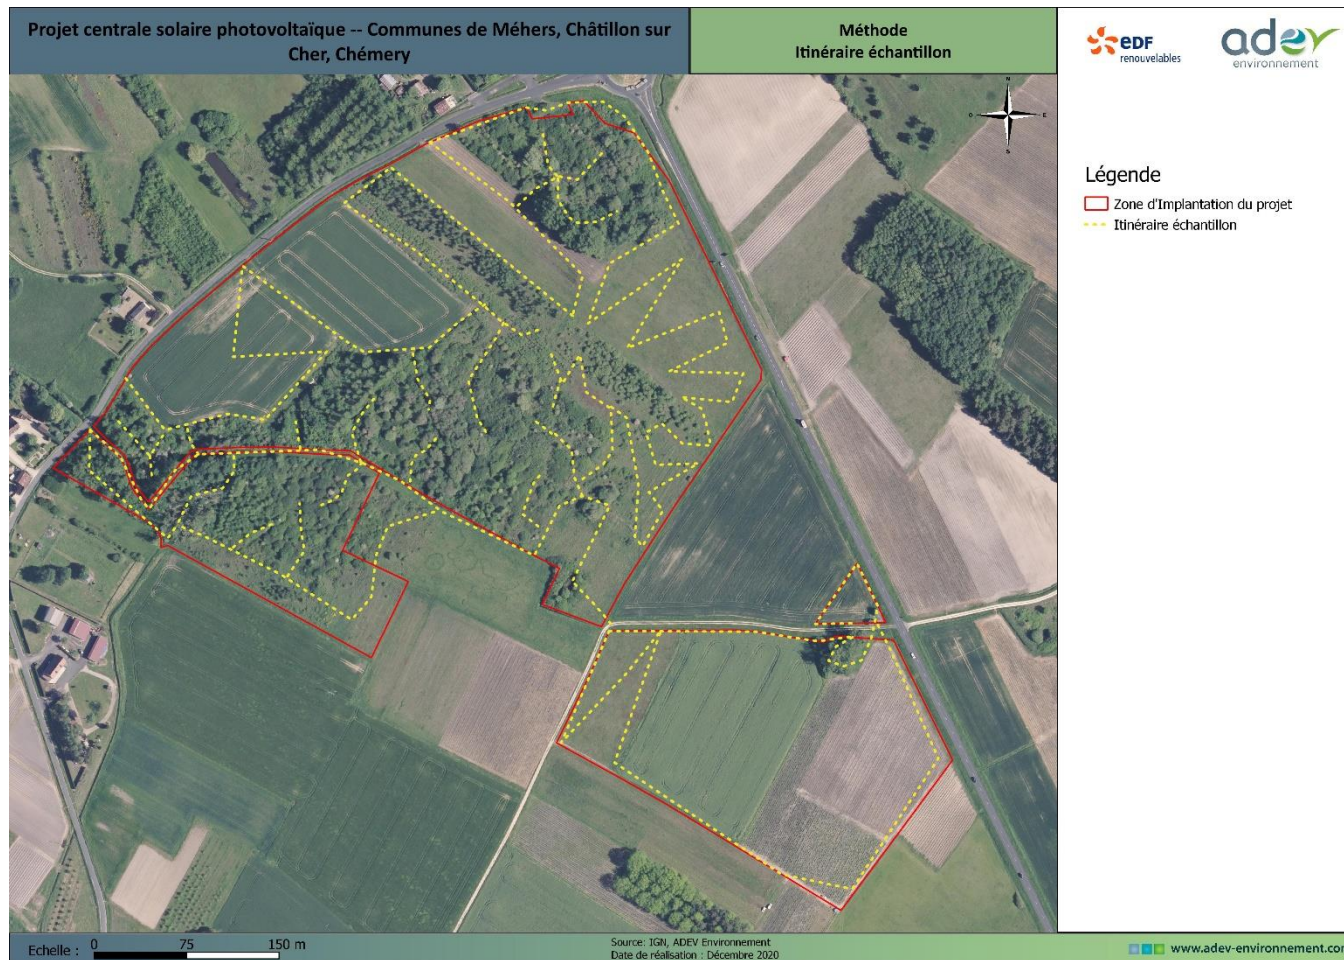 Projet centrale solaire photovoltaïque -- Communes de Méhers, Châtillon sur
Cher, Chémery
Méthode
Itinéraire échantillon
eDF
renouvelables
adev
environnement
N
O
E
S
Légende
Zone d'Implantation du projet
Itinéraire échantillon
Echelle :
0
75
150 m
Source: IGN, ADEV Environnement
Date de réalisation : Décembre 2020
www.adev-environnement.com